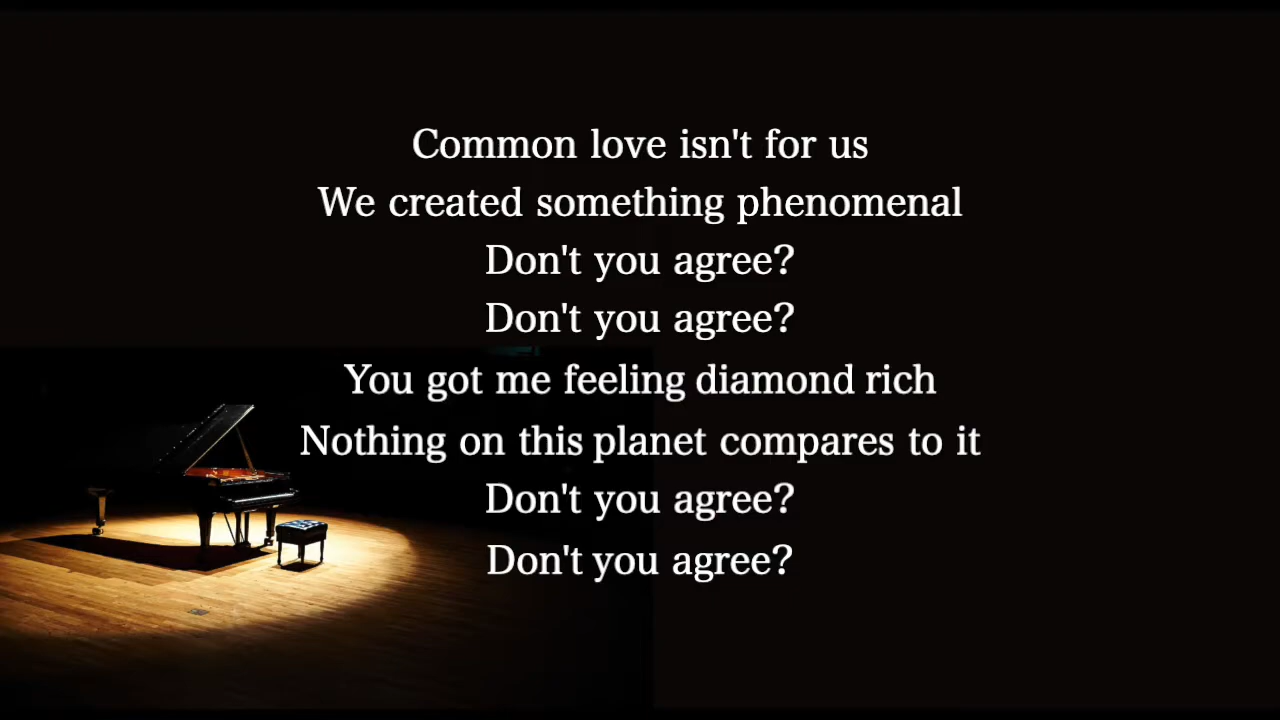 Common love isn't for us
We created something phenomenal
Don't you agree?
Don't you agree?
You got me feeling diamond rich
Nothing on this planet compares to it
Don't you agree?
Don't you agree?